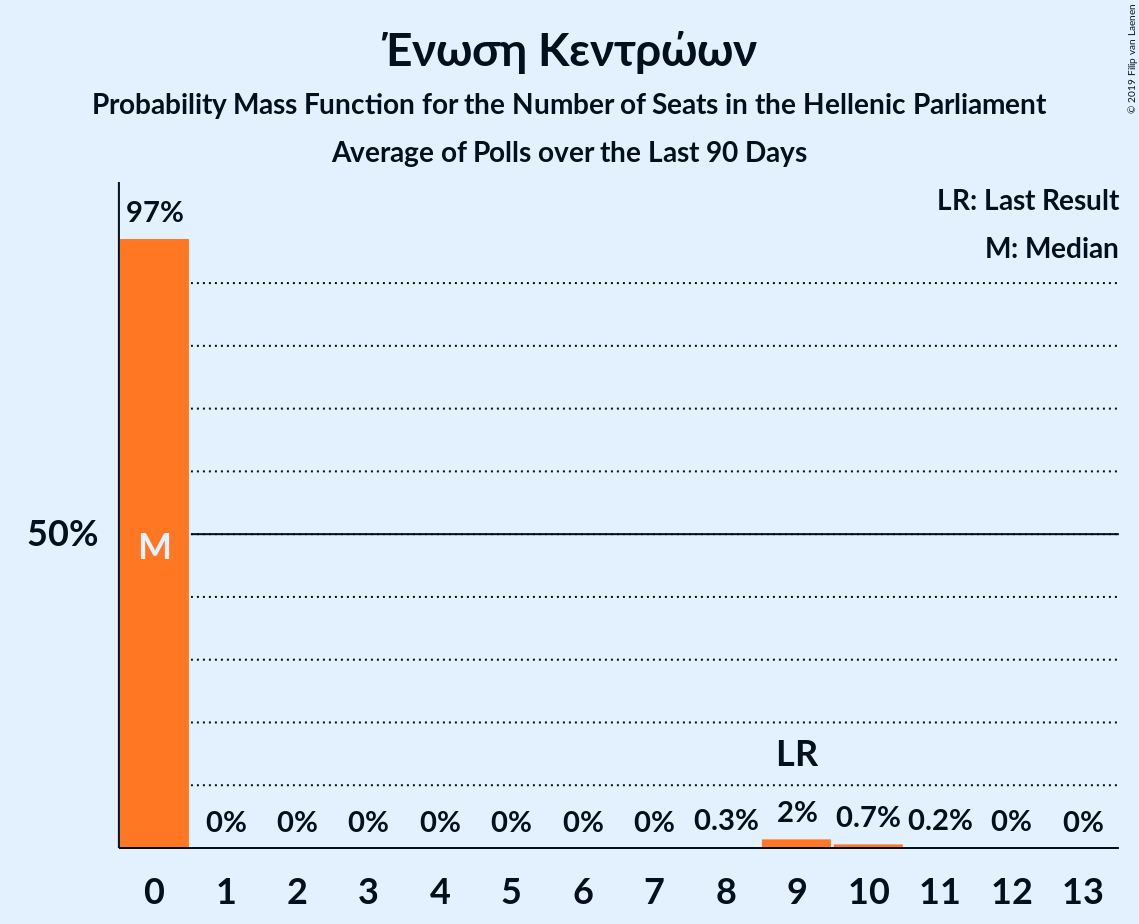 Ένωση Κεντρώων
Probability Mass Function for the Number of Seats in the Hellenic Parliament
Average of Polls over the Last 90 Days
© 2019 Filip van Laenen
LR: Last Result
M: Median
97%
50%
M
LR
0% 0% 0% 0% 0% 0% 0% 0.3% 2% 0.7% 0.2% 0% 0%
0 1 2 3 4 5 6 7 8 9 10 11 12 13